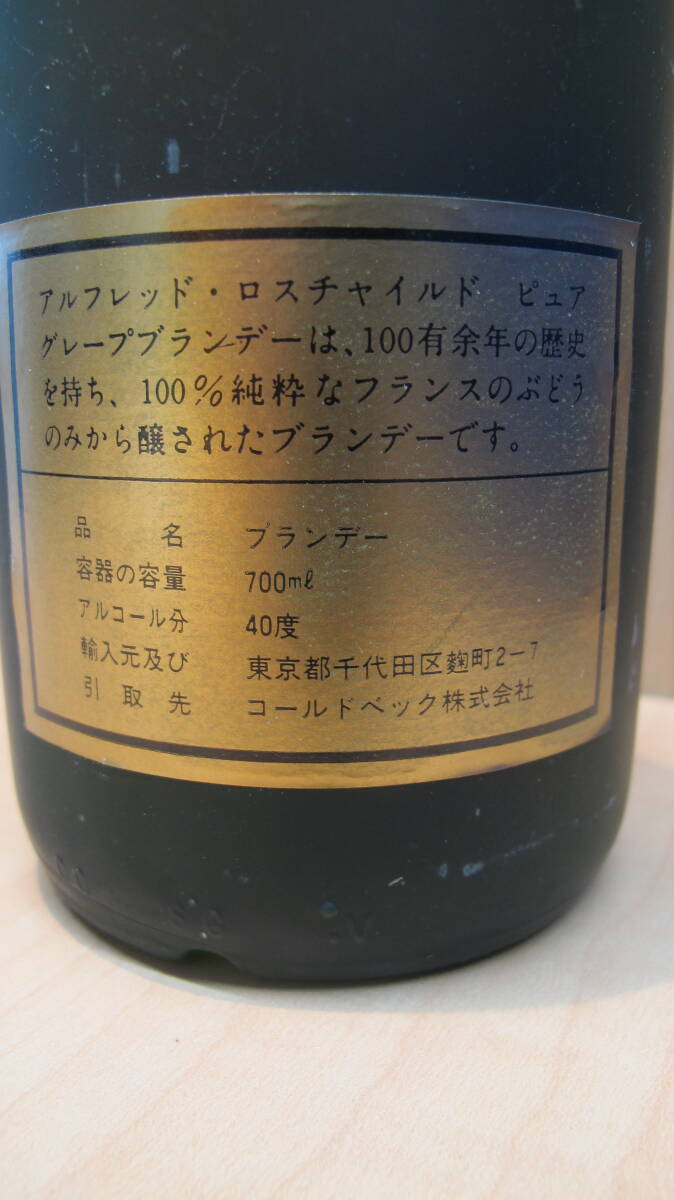 アルフレッド・ロスチャイルド ピュア
グレープブランデーは、100有余年の歴史
を持ち、100%純粋なフランスのぶどう
のみから醸されたブランデーです。
品名 ブランデー
容器の容量 700ml
アルコール分 40度
輸入元及び 東京都千代田区麹町2-7
引取先 コールドベック株式会社